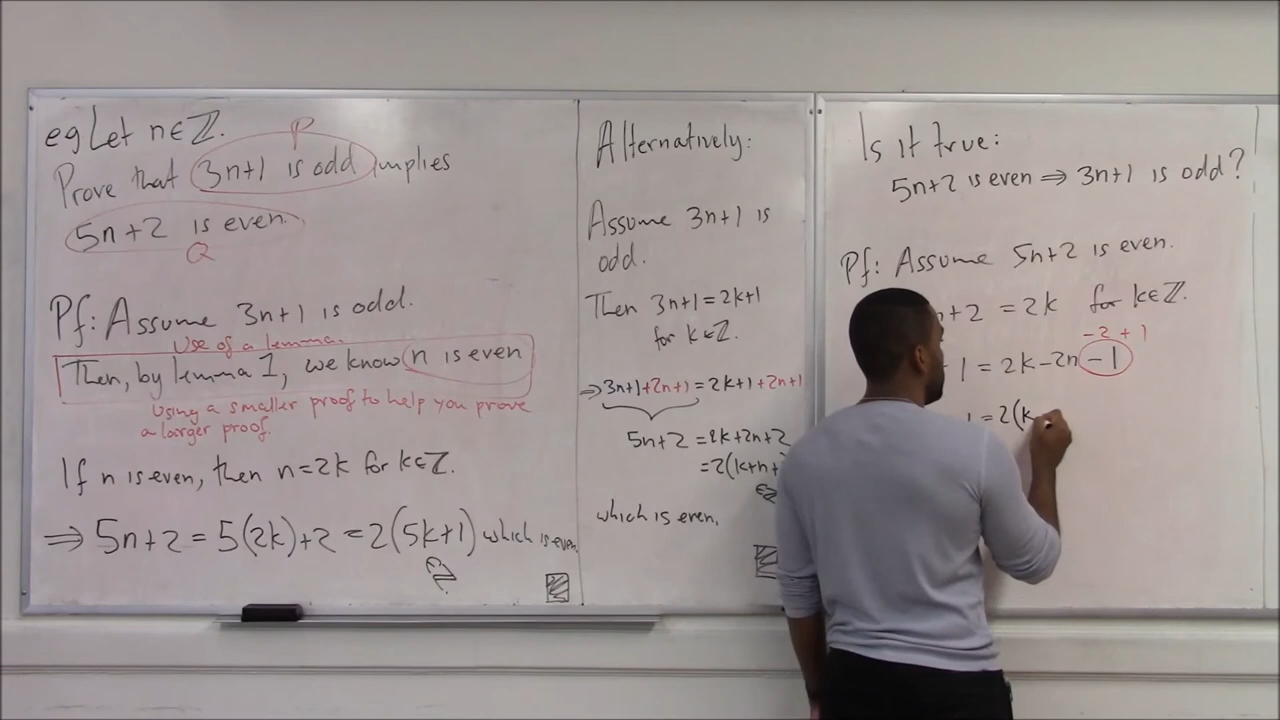 eg Let n∈ℤ.
P
Prove that 3n+1 is odd implies
5n+2 is even.
Q
Pf: Assume 3n+1 is odd.
Use of a lemma.
Then, by lemma 1, we know n is even
Using a smaller proof to help you prove
a larger proof.
If n is even, then n=2k for k∈ℤ.
⇒ 5n+2 = 5(2k)+2 = 2(5k+1) which is even.
∈ℤ
Alternatively:
Assume 3n+1 is
odd.
Then 3n+1=2k+1
for k∈ℤ.
⇒ 3n+1+2n+1 = 2k+1+2n+1
5n+2 = 2k+2n+2
=2(k+n+
∈ℤ
which is even.
Is it true:
5n+2 is even ⇒ 3n+1 is odd?
Pf: Assume 5n+2 is even.
n+2 = 2k for k∈ℤ.
-2+1
1 = 2k-2n-1
= 2(k